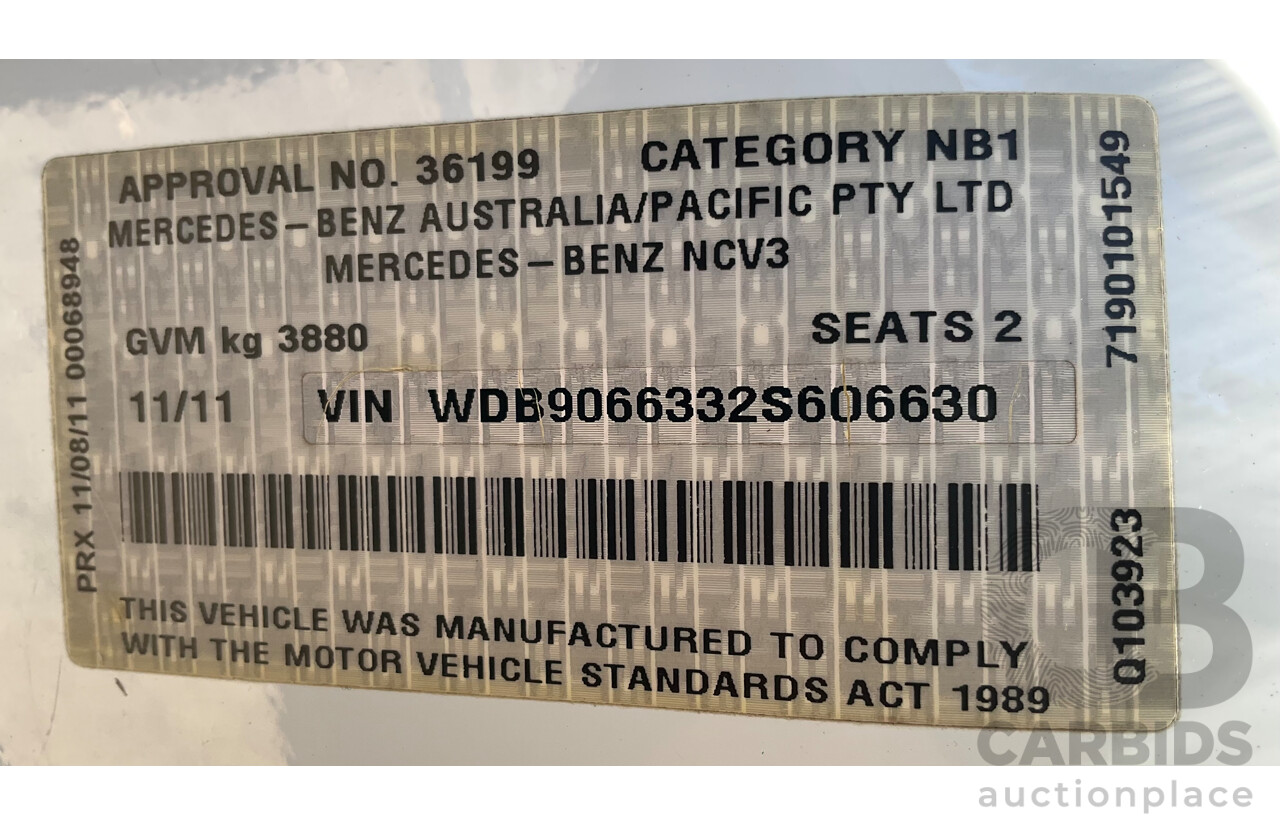 APPROVAL NO. 36199 CATEGORY NB1
MERCEDES-BENZ AUSTRALIA/PACIFIC PTY LTD
MERCEDES-BENZ NCV3
GVM kg 3880 SEATS 2
11/11 VIN WDB9066332S606630
THIS VEHICLE WAS MANUFACTURED TO COMPLY
WITH THE MOTOR VEHICLE STANDARDS ACT 1989
PRX 11/08/11 00068948
719010101549
Q103923
CB
CARBIDS
auctionplace